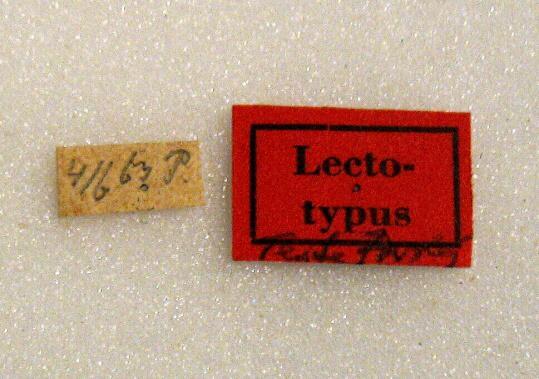 4/6 63 P.
Lecto-
typus